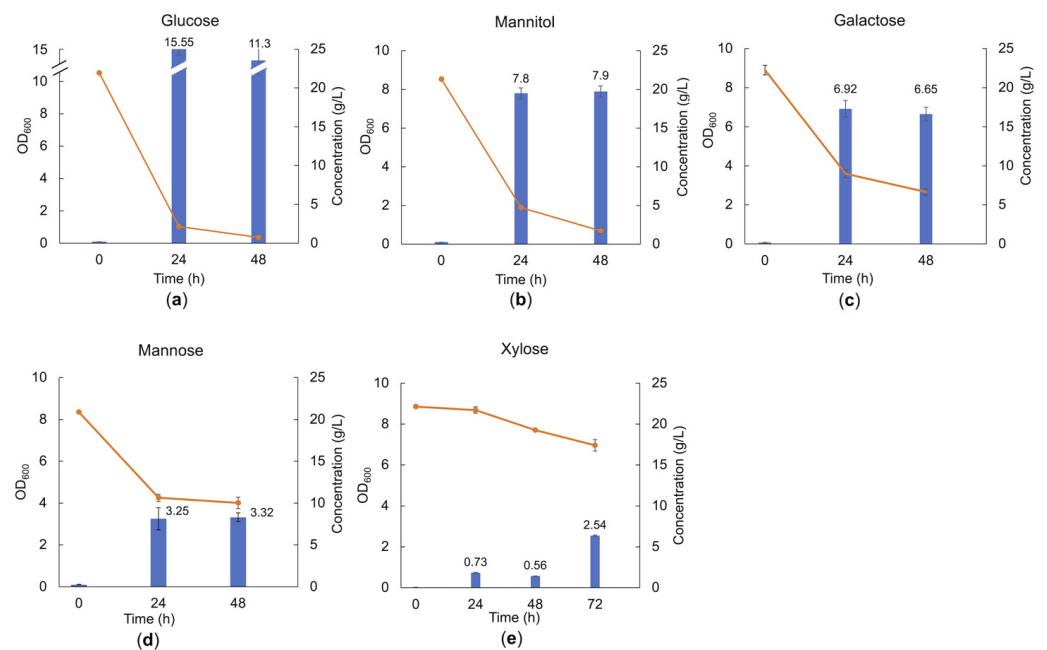 Glucose
15.55
11.3
15
10
8
6
4
2
0
OD600
25
20
15
10
5
0
Concentration (g/L)
0 24 48
Time (h)
(a)
Mannitol
7.8
7.9
10
8
6
4
2
0
OD600
25
20
15
10
5
0
Concentration (g/L)
0 24 48
Time (h)
(b)
Galactose
6.92
6.65
10
8
6
4
2
0
OD600
25
20
15
10
5
0
Concentration (g/L)
0 24 48
Time (h)
(c)
Mannose
3.25
3.32
10
8
6
4
2
0
OD600
25
20
15
10
5
0
Concentration (g/L)
0 24 48
Time (h)
(d)
Xylose
0.73
0.56
2.54
10
8
6
4
2
0
OD600
25
20
15
10
5
0
Concentration (g/L)
0 24 48 72
Time (h)
(e)